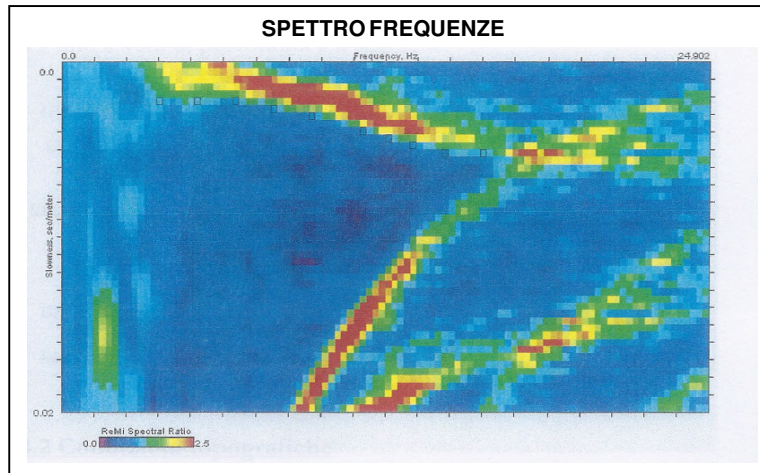 SPETTRO FREQUENZE
0.0 Frequency, Hz 24.902
0.0
Slowness, sec/meter
0.02
ReMi Spectral Ratio
0.0 2.5